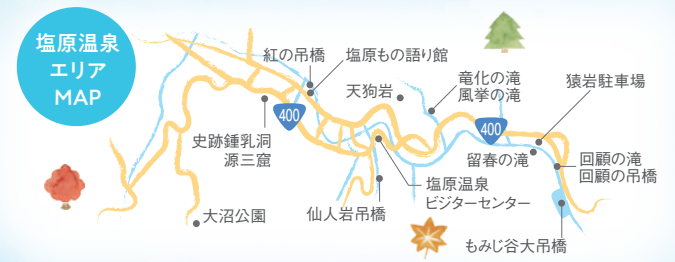 塩原温泉
エリア
MAP
紅の吊橋
塩原もの語り館
天狗岩
竜化の滝
風挙の滝
猿岩駐車場
400
400
史跡鍾乳洞
源三窟
留春の滝
回顧の滝
回顧の吊橋
塩原温泉
ビジターセンター
大沼公園
仙人岩吊橋
もみじ谷大吊橋